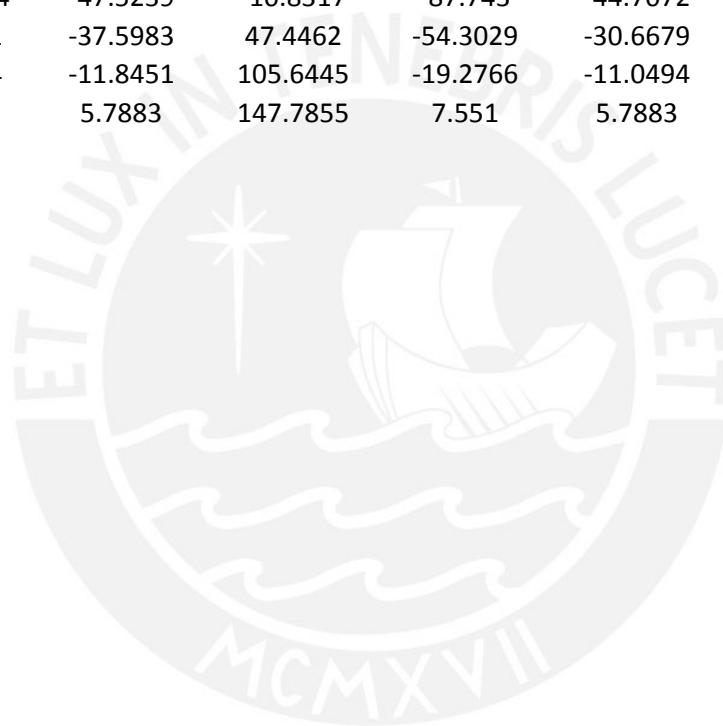 -37.5983 47.4462 -54.3029 -30.6679
-11.8451 105.6445 -19.2766 -11.0494
5.7883 147.7855 7.551 5.7883
ET LUX IN TENEBRIS LUCET
MCMXVII